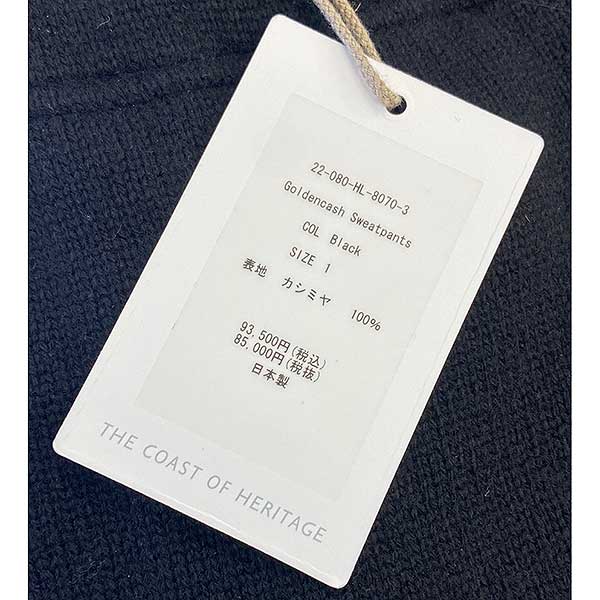 22-080-HL-8070-3
Goldencash Sweatpants
COL Black
SIZE 1
表地 カシミヤ 100%
93,500円(税込)
85,000円(税抜)
日本製
THE COAST OF HERITAGE